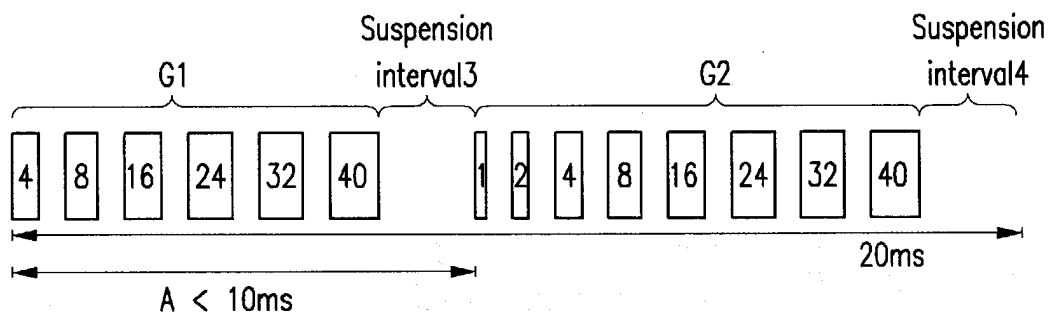 Suspension
interval3
Suspension
interval4
G1
G2
4 8 16 24 32 40 1 2 4 8 16 24 32 40
20ms
A < 10ms